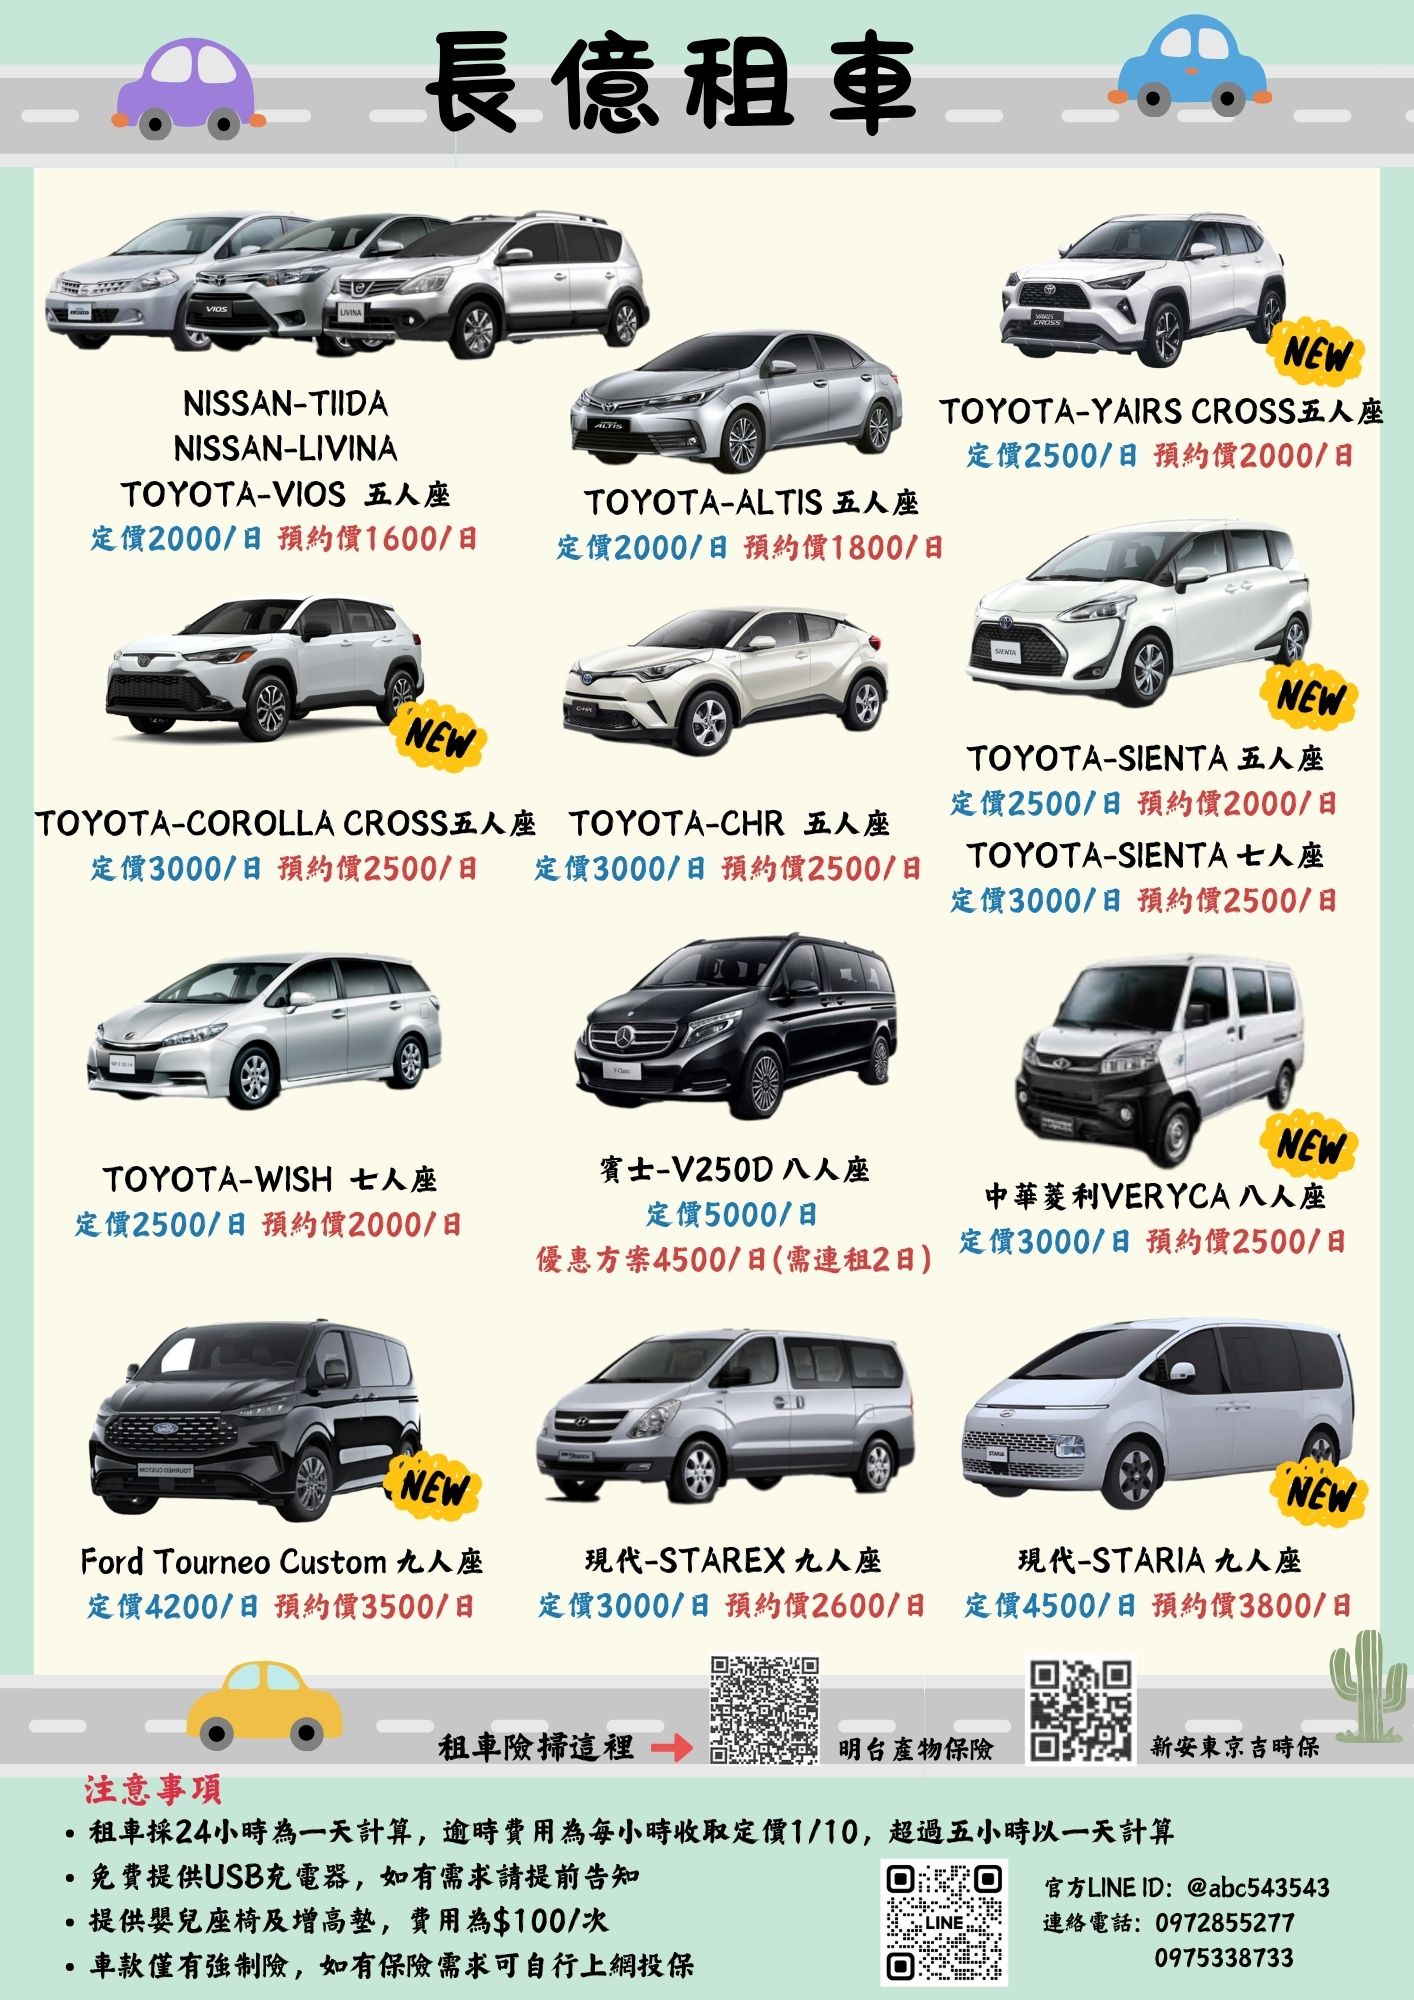 長億租車
LIVINA
VIOS
NISSAN-TIIDA
NISSAN-LIVINA
TOYOTA-VIOS 五人座
定價2000/日 預約價1600/日
ALTIS
TOYOTA-ALTIS 五人座
定價2000/日 預約價1800/日
YARIS
CROSS
NEW
TOYOTA-YAIRS CROSS五人座
定價2500/日 預約價2000/日
NEW
TOYOTA-COROLLA CROSS五人座
定價3000/日 預約價2500/日
C-HR
TOYOTA-CHR 五人座
定價3000/日 預約價2500/日
SIENTA
NEW
TOYOTA-SIENTA 五人座
定價2500/日 預約價2000/日
TOYOTA-SIENTA 七人座
定價3000/日 預約價2500/日
TOYOTA-WISH 七人座
定價2500/日 預約價2000/日
V-Class
賓士-V250D 八人座
定價5000/日
優惠方案4500/日(需連租2日)
NEW
中華菱利VERYCA 八人座
定價3000/日 預約價2500/日
Ford
TOURNEO CUSTOM
NEW
Ford Tourneo Custom 九人座
定價4200/日 預約價3500/日
現代-STAREX 九人座
定價3000/日 預約價2600/日
STARIA
NEW
現代-STARIA 九人座
定價4500/日 預約價3800/日
租車險掃這裡
明台產物保險
新安東京吉時保
注意事項
• 租車採24小時為一天計算，逾時費用為每小時收取定價1/10，超過五小時以一天計算
• 免費提供USB充電器，如有需求請提前告知
• 提供嬰兒座椅及增高墊，費用為$100/次
• 車款僅有強制險，如有保險需求可自行上網投保
LINE
官方LINE ID：@abc543543
連絡電話：0972855277
0975338733